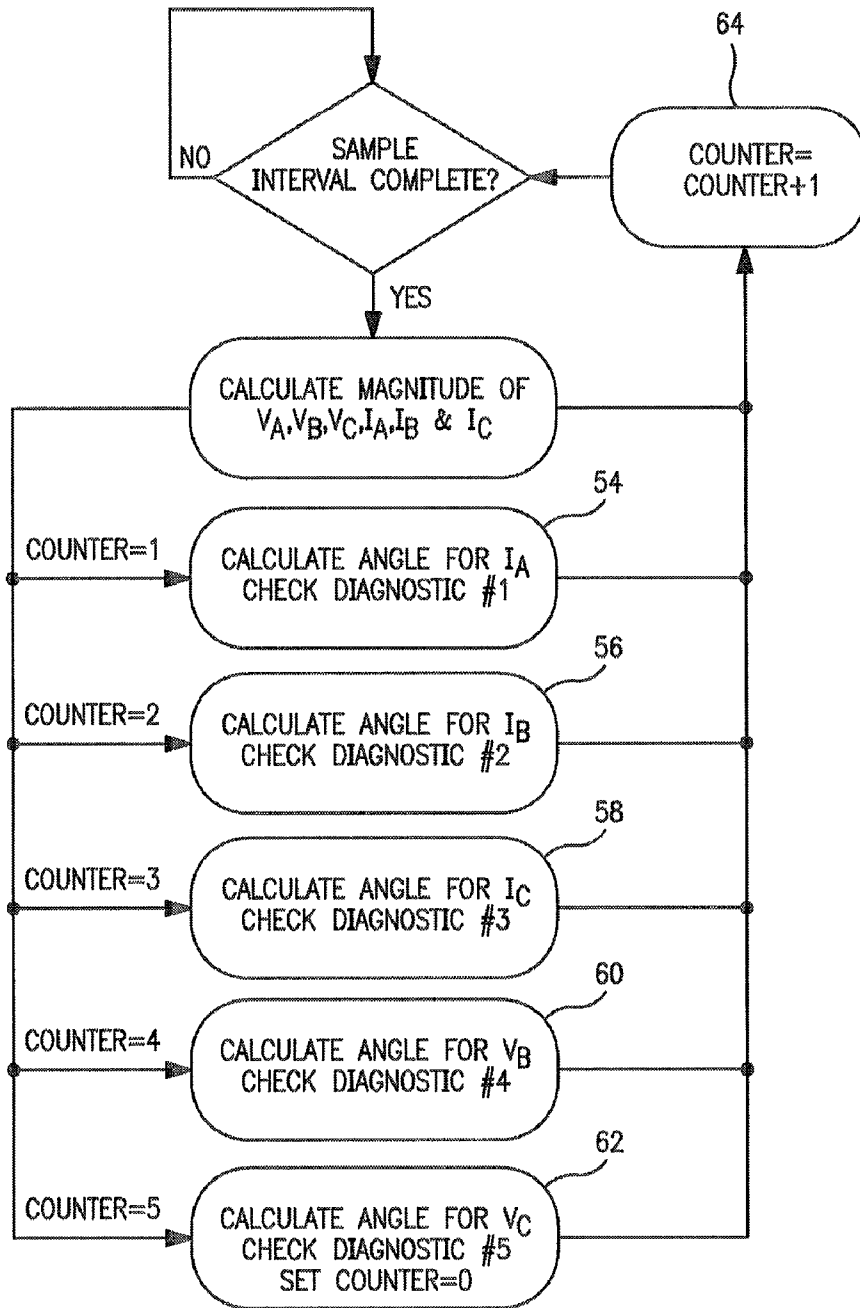 64
SAMPLE
INTERVAL COMPLETE?
NO
COUNTER=
COUNTER+1
YES
CALCULATE MAGNITUDE OF
VA,VB,VC,IA,IB & IC
54
COUNTER=1
CALCULATE ANGLE FOR IA
CHECK DIAGNOSTIC #1
56
COUNTER=2
CALCULATE ANGLE FOR IB
CHECK DIAGNOSTIC #2
58
COUNTER=3
CALCULATE ANGLE FOR IC
CHECK DIAGNOSTIC #3
60
COUNTER=4
CALCULATE ANGLE FOR VB
CHECK DIAGNOSTIC #4
62
COUNTER=5
CALCULATE ANGLE FOR VC
CHECK DIAGNOSTIC #5
SET COUNTER=0